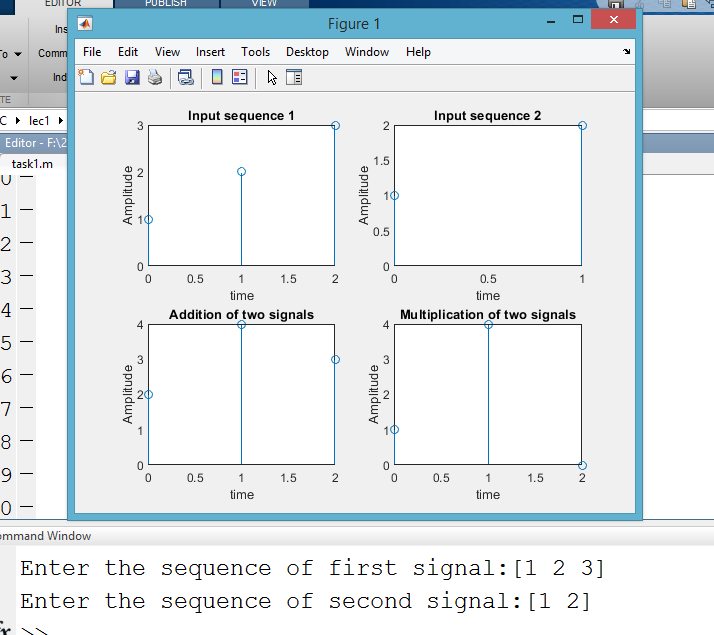 EDITOR PUBLISH VIEW
Figure 1
File Edit View Insert Tools Desktop Window Help
Ins
To Comm
Ind
TE
C lec1
Editor - F:\2
task1.m
0
1
2
3
4
5
6
7
8
9
0
Input sequence 1
Amplitude
3
2
1
0
0 0.5 1 1.5 2
time
Input sequence 2
Amplitude
2
1.5
1
0.5
0
0 0.5 1
time
Addition of two signals
Amplitude
4
3
2
1
0
0 0.5 1 1.5 2
time
Multiplication of two signals
Amplitude
4
3
2
1
0
0 0.5 1 1.5 2
time
ommand Window
Enter the sequence of first signal:[1 2 3]
Enter the sequence of second signal:[1 2]
fx >>